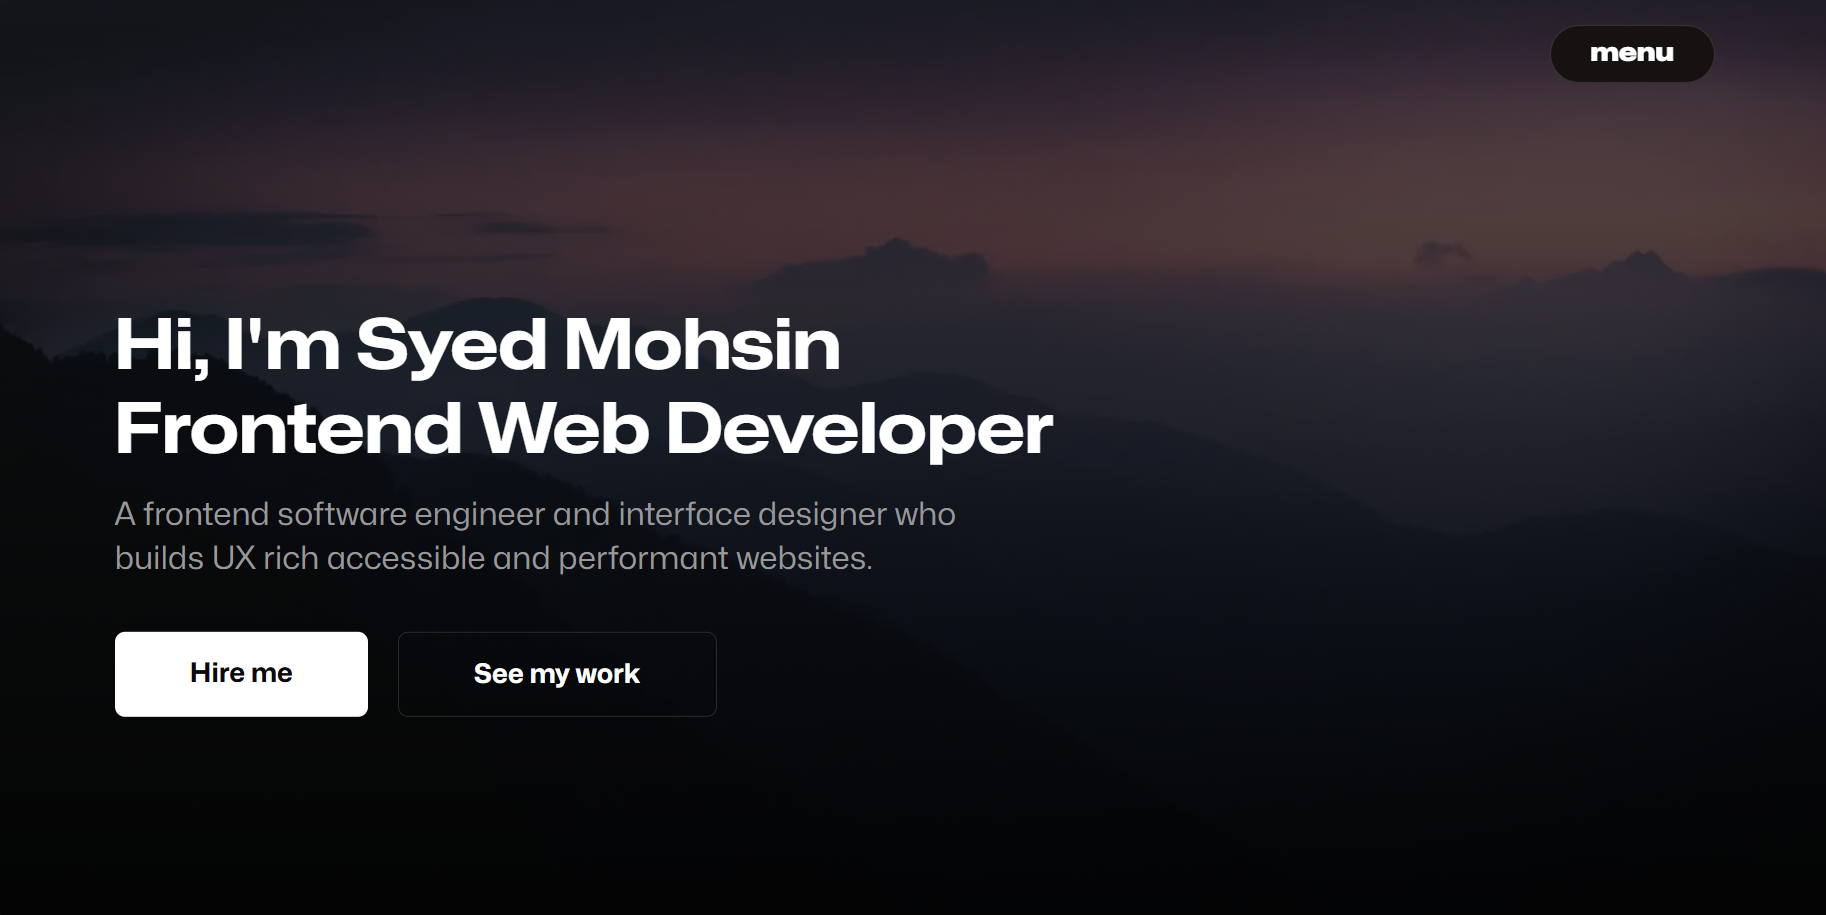 menu
Hi, I'm Syed Mohsin
Frontend Web Developer
A frontend software engineer and interface designer who
builds UX rich accessible and performant websites.
Hire me
See my work